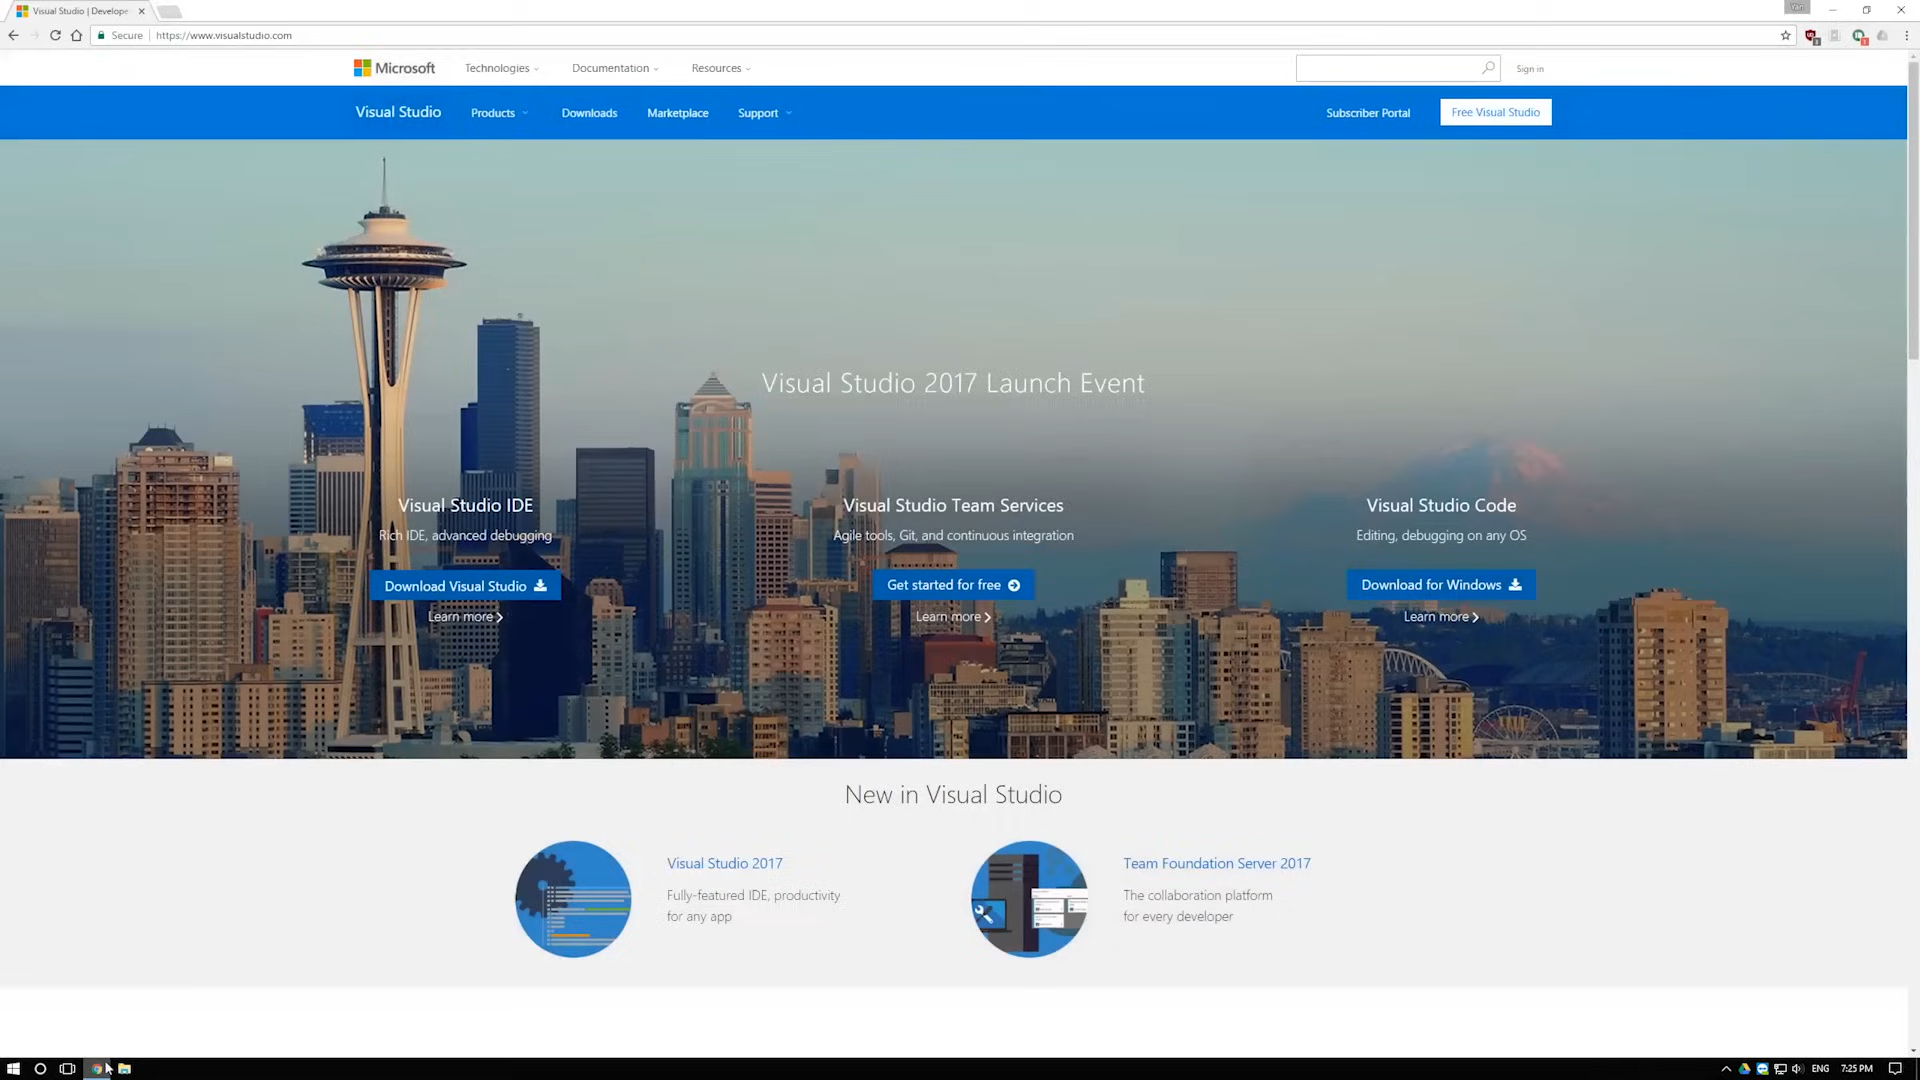 Visual Studio | Develope
Yan
Secure
https://www.visualstudio.com
Microsoft
Technologies
Documentation
Resources
Sign in
Visual Studio
Products
Downloads
Marketplace
Support
Subscriber Portal
Free Visual Studio
Visual Studio 2017 Launch Event
Visual Studio IDE
Rich IDE, advanced debugging
Download Visual Studio
Learn more
Visual Studio Team Services
Agile tools, Git, and continuous integration
Get started for free
Learn more
Visual Studio Code
Editing, debugging on any OS
Download for Windows
Learn more
New in Visual Studio
Visual Studio 2017
Fully-featured IDE, productivity
for any app
Team Foundation Server 2017
The collaboration platform
for every developer
ENG
7:25 PM